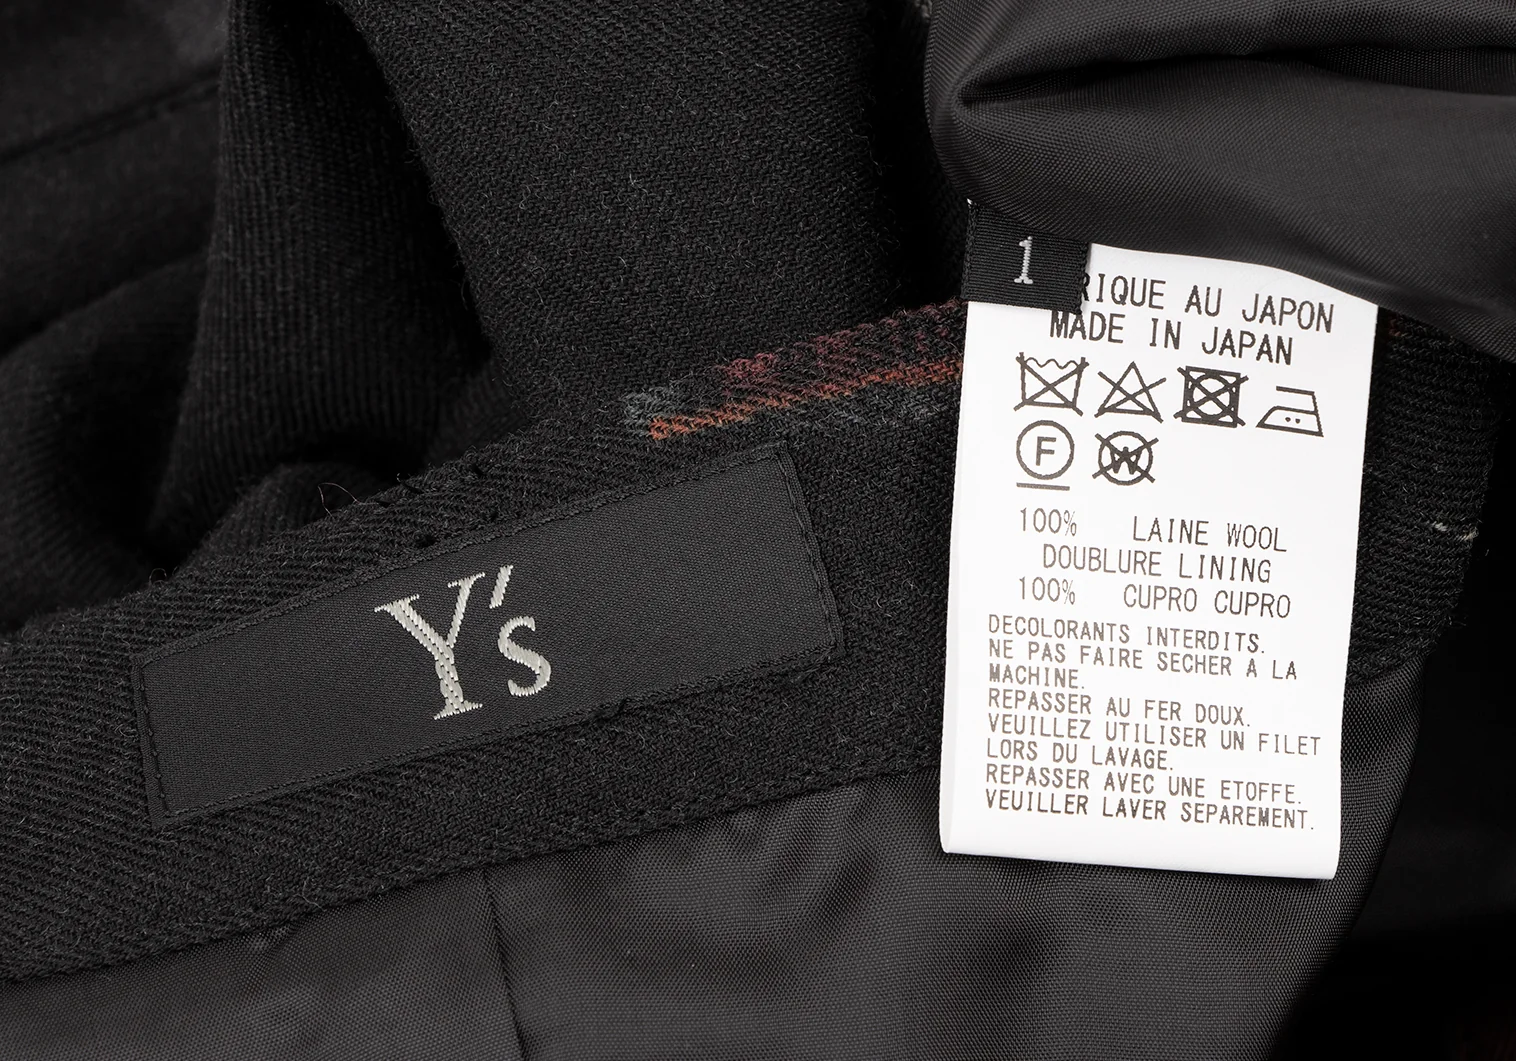 Y's
1
RIQUE AU JAPON
MADE IN JAPAN
F
W
100% LAINE WOOL
DOUBLURE LINING
100% CUPRO CUPRO
DECOLORANTS INTERDITS.
NE PAS FAIRE SECHER A LA
MACHINE.
REPASSER AU FER DOUX.
VEUILLEZ UTILISER UN FILET
LORS DU LAVAGE.
REPASSER AVEC UNE ETOFFE.
VEUILLER LAVER SEPAREMENT.